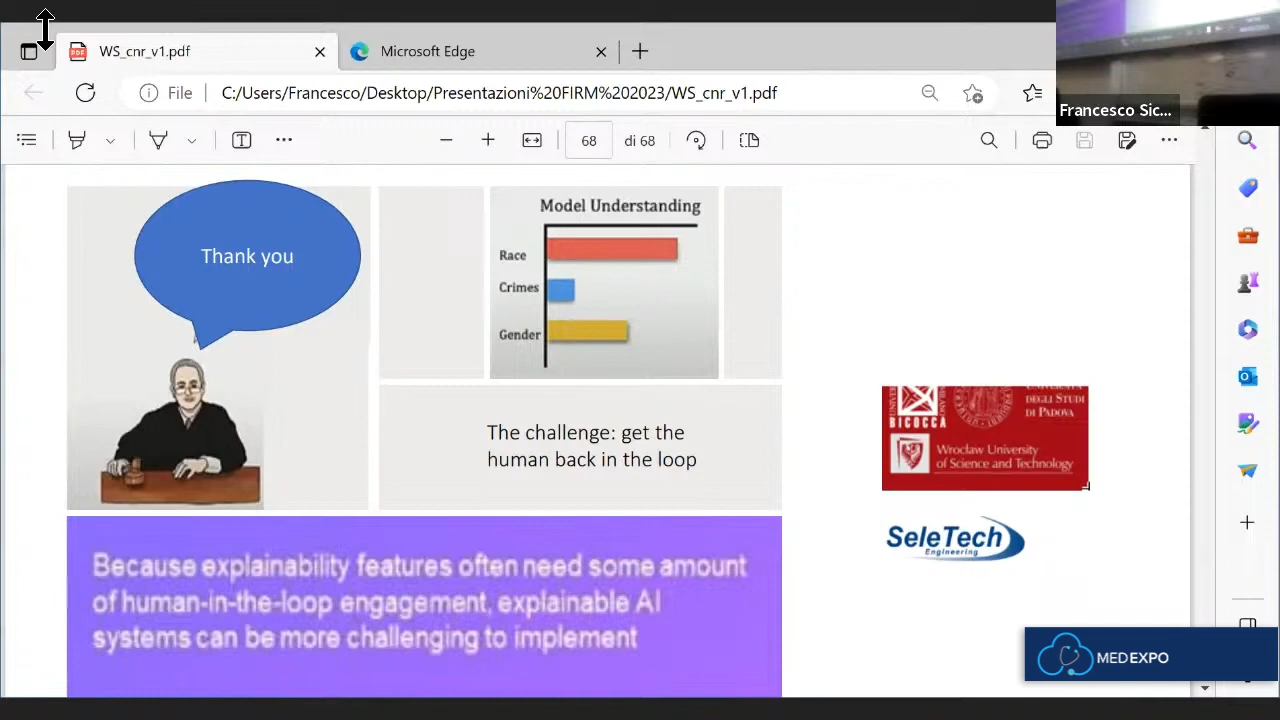 WS_cnr_v1.pdf
Microsoft Edge
File
C:/Users/Francesco/Desktop/Presentazioni%20FIRM%202023/WS_cnr_v1.pdf
Francesco Sic...
68
di 68
Thank you
Model Understanding
Race
Crimes
Gender
The challenge: get the
human back in the loop
BICOCCA
DEGLI STUDI
DI PADOVA
Wrocław University
of Science and Technology
SeleTech
Engineering
Because explainability features often need some amount
of human-in-the-loop engagement, explainable AI
systems can be more challenging to implement
MEDEXPO